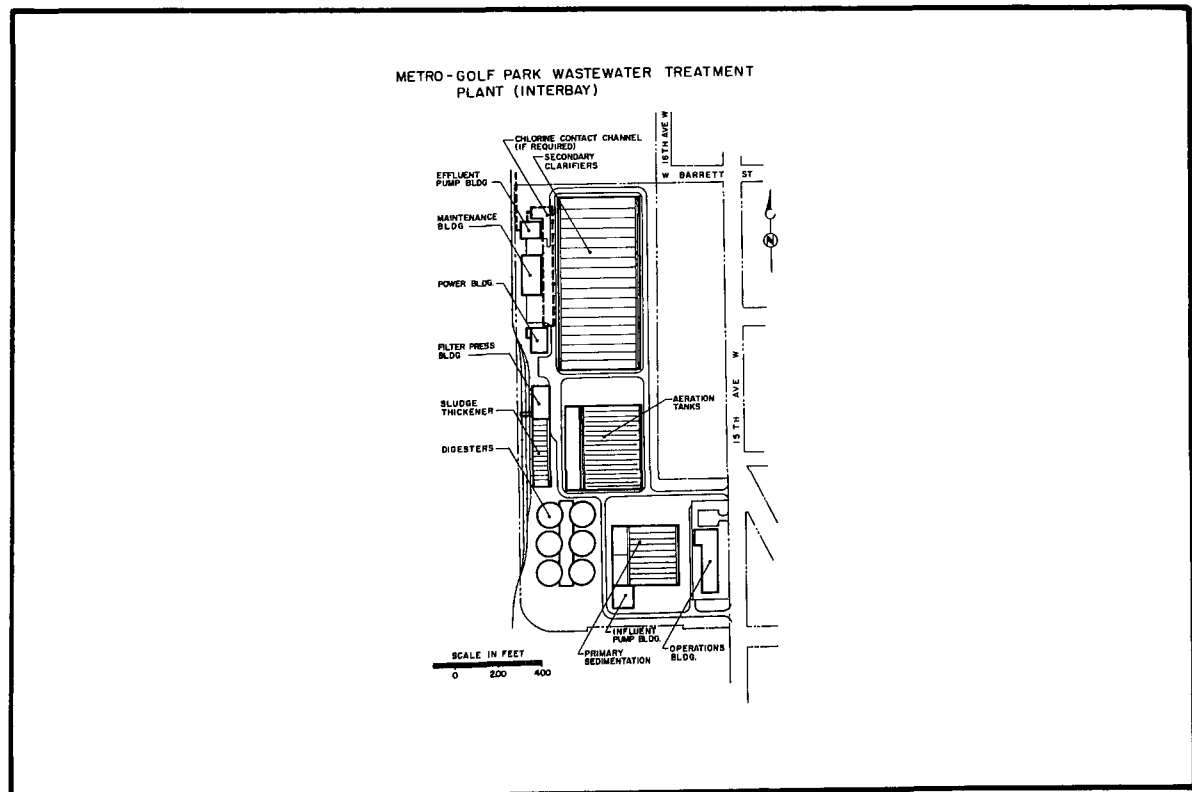 METRO - GOLF PARK WASTEWATER TREATMENT
PLANT (INTERBAY)
16TH AVE W
CHLORINE CONTACT CHANNEL
(IF REQUIRED)
SECONDARY
CLARIFIERS
W BARRETT ST
EFFLUENT
PUMP BLDG
MAINTENANCE
BLDG
N
POWER BLDG.
FILTER PRESS
BLDG
15TH AVE W
AERATION
TANKS
SLUDGE
THICKENER
DIGESTERS
INFLUENT
PUMP BLDG.
PRIMARY
SEDIMENTATION
OPERATIONS
BLDG.
SCALE IN FEET
0 200 400